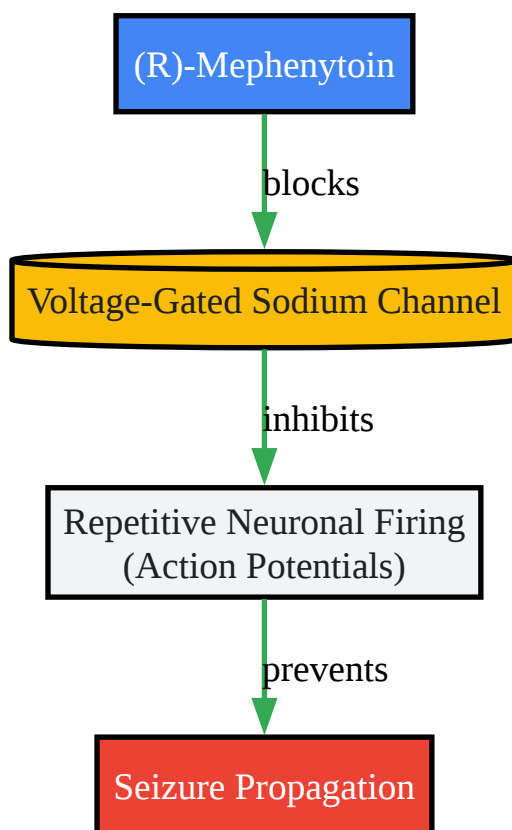 (R)-Mephenytoin
blocks
Voltage-Gated Sodium Channel
inhibits
Repetitive Neuronal Firing
(Action Potentials)
prevents
Seizure Propagation